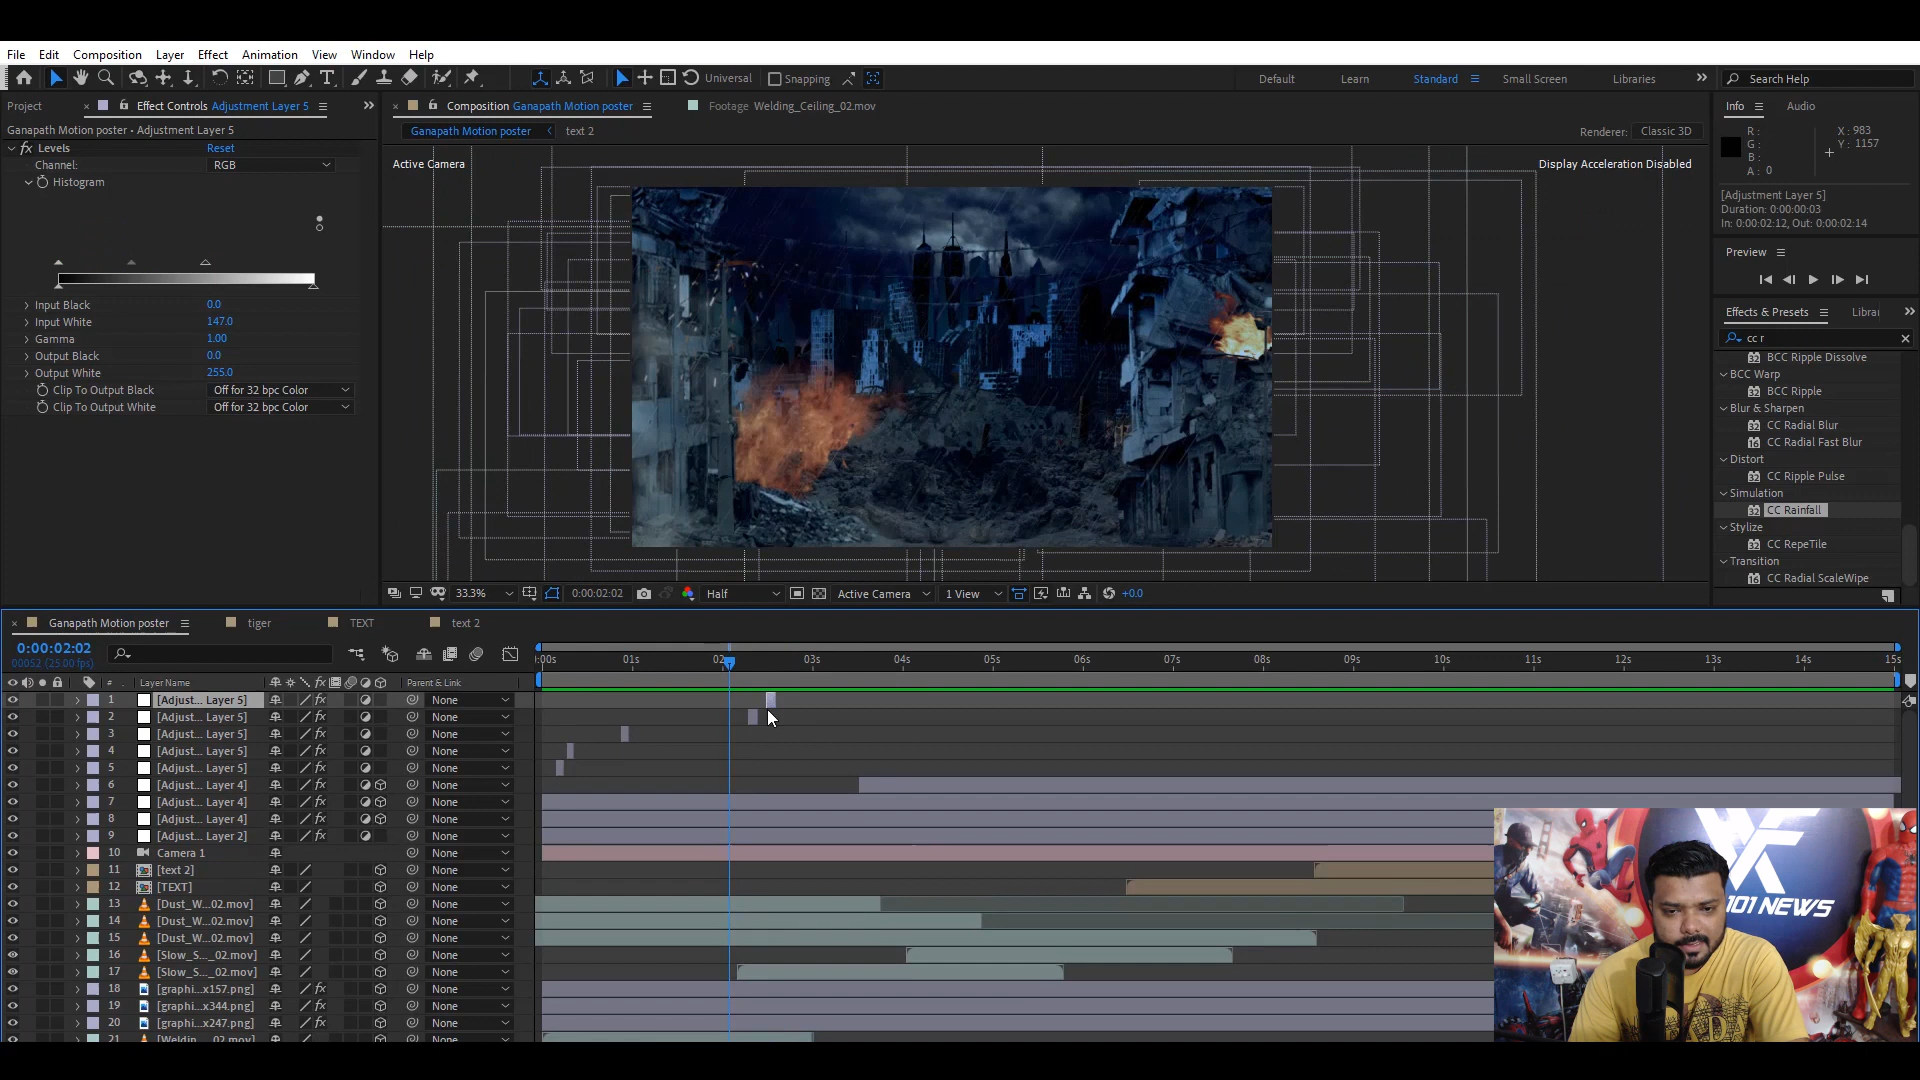 File Edit Composition Layer Effect Animation View Window Help
Universal Snapping Default Learn Standard Small Screen Libraries Search Help
Project Effect Controls Adjustment Layer 5 Composition Ganapath Motion poster Footage Welding_Ceiling_02.mov Info Audio
Ganapath Motion poster • Adjustment Layer 5 Ganapath Motion poster text 2 Renderer: Classic 3D
R : X : 983
G : Y : 1157
B :
A : 0
fx Levels Reset
Channel: RGB
Histogram
Active Camera Display Acceleration Disabled
[Adjustment Layer 5]
Duration: 0:00:00:03
In: 0:00:02:12, Out: 0:00:02:14
Preview
Input Black 0.0
Input White 147.0
Gamma 1.00
Output Black 0.0
Output White 255.0
Clip To Output Black Off for 32 bpc Color
Clip To Output White Off for 32 bpc Color
Effects & Presets Librai
cc r
BCC Ripple Dissolve
BCC Warp
BCC Ripple
Blur & Sharpen
CC Radial Blur
CC Radial Fast Blur
Distort
CC Ripple Pulse
Simulation
CC Rainfall
Stylize
CC RepeTile
Transition
CC Radial ScaleWipe
33.3% 0:00:02:02 Half Active Camera 1 View +0.0
Ganapath Motion poster tiger TEXT text 2
0:00:02:02
00052 (25.00 fps)
:00s 01s 02 03s 04s 05s 06s 07s 08s 09s 10s 11s 12s 13s 14s 15s
# Layer Name fx Parent & Link
1 [Adjust... Layer 5] fx None
2 [Adjust... Layer 5] fx None
3 [Adjust... Layer 5] fx None
4 [Adjust... Layer 5] fx None
5 [Adjust... Layer 5] fx None
6 [Adjust... Layer 4] fx None
7 [Adjust... Layer 4] fx None
8 [Adjust... Layer 4] fx None
9 [Adjust... Layer 2] fx None
10 Camera 1 None
11 [text 2] None
12 [TEXT] None
13 [Dust_W...02.mov] None
14 [Dust_W...02.mov] None
15 [Dust_W...02.mov] None
16 [Slow_S..._02.mov] None
17 [Slow_S..._02.mov] None
18 [graphi...x157.png] fx None
19 [graphi...x344.png] fx None
20 [graphi...x247.png] fx None
21 [Weldin..._02.mov] None
101 NEWS